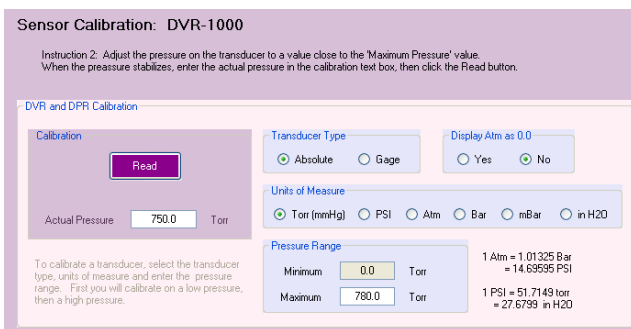 Sensor Calibration: DVR-1000
Instruction 2: Adjust the pressure on the transducer to a value close to the 'Maximum Pressure' value.
When the preassure stabilizes, enter the actual pressure in the calibration text box, then click the Read button.
DVR and DPR Calibration
Calibration
Read
Actual Pressure 750.0 Torr
To calibrate a transducer, select the transducer
type, units of measure and enter the pressure
range. First you will calibrate on a low pressure,
then a high pressure.
Transducer Type
Absolute Gage
Display Atm as 0.0
Yes No
Units of Measure
Torr (mmHg) PSI Atm Bar mBar in H2O
Pressure Range
Minimum 0.0 Torr
Maximum 780.0 Torr
1 Atm = 1.01325 Bar
= 14.69595 PSI
1 PSI = 51.7149 torr
= 27.6799 in H2O